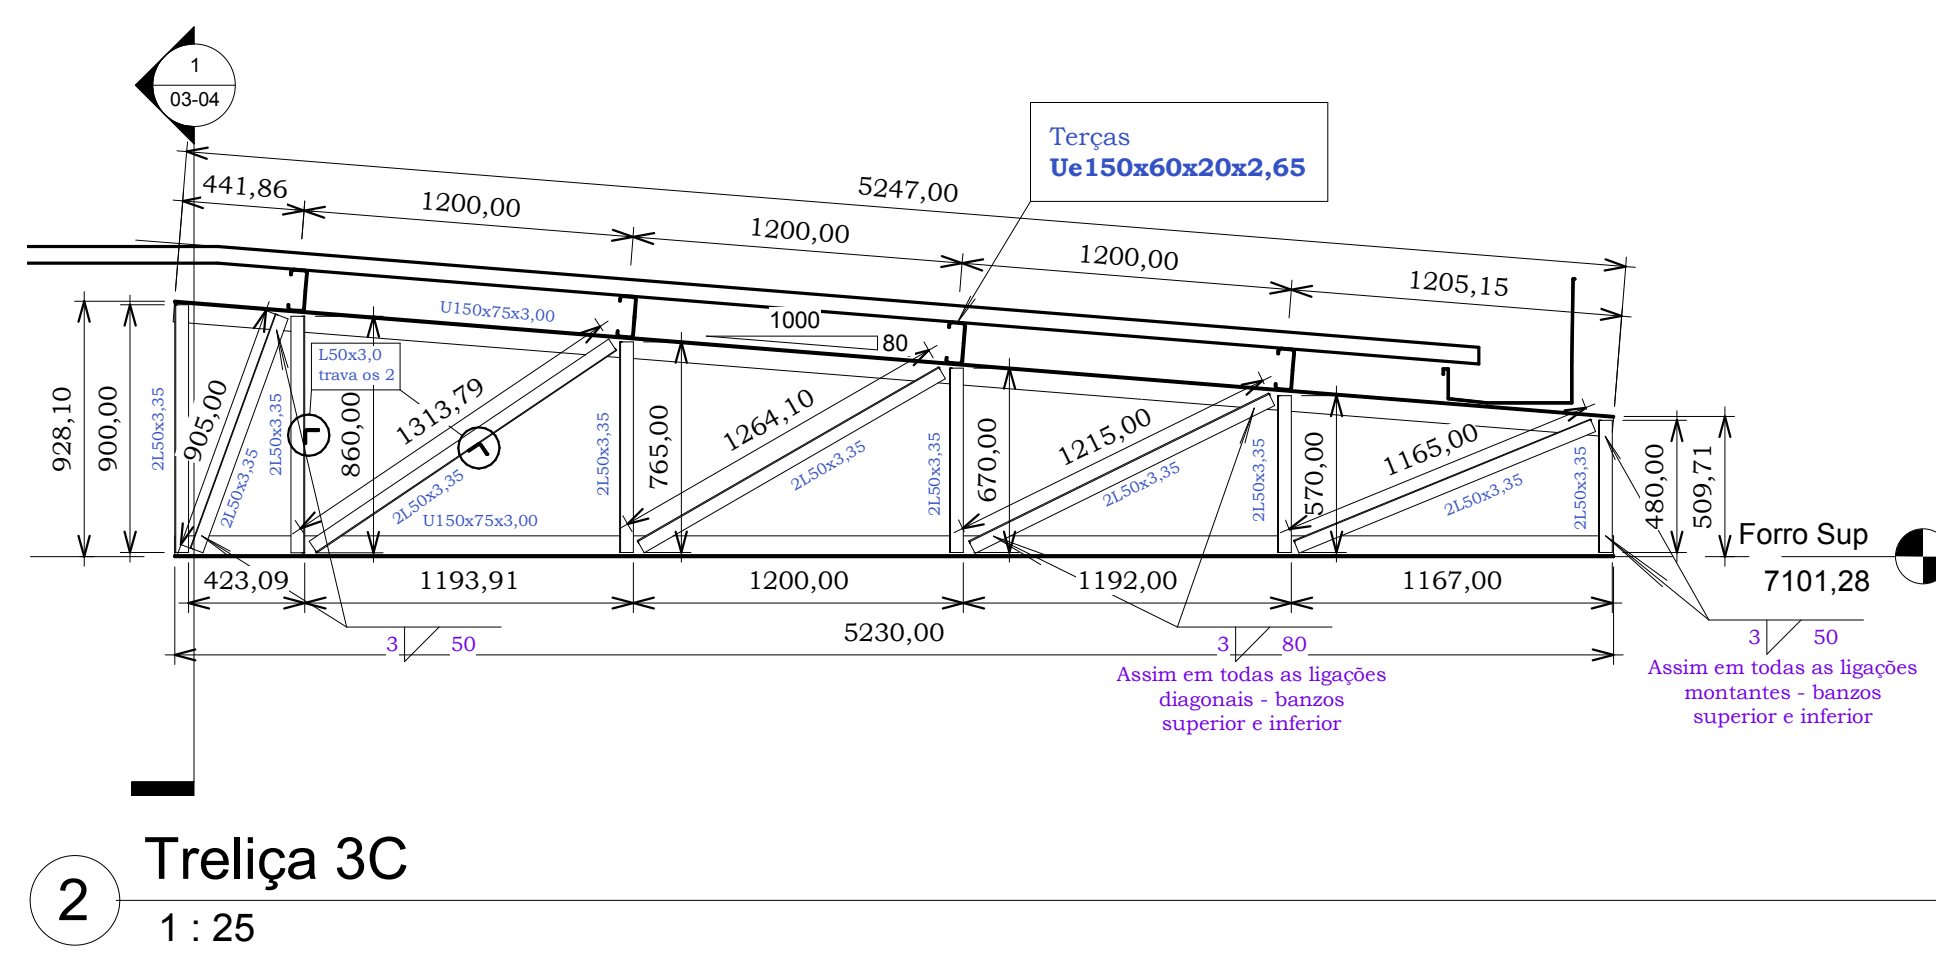 1
03-04
Terças
Ue150x60x20x2,65
441,86
1200,00
5247,00
1200,00
1200,00
1205,15
U150x75x3,00
1000
80
L50x3,0
trava os 2
928,10
900,00
2L50x3,35
905,00
2L50x3,35
2L50x3,35
860,00
1313,79
2L50x3,35
U150x75x3,00
2L50x3,35
765,00
1264,10
2L50x3,35
2L50x3,35
670,00
1215,00
2L50x3,35
2L50x3,35
570,00
1165,00
2L50x3,35
2L50x3,35
480,00
509,71
Forro Sup
7101,28
423,09
1193,91
1200,00
1192,00
1167,00
5230,00
3 50
3 80
Assim em todas as ligações
diagonais - banzos
superior e inferior
3 50
Assim em todas as ligações
montantes - banzos
superior e inferior
2
Treliça 3C
1 : 25